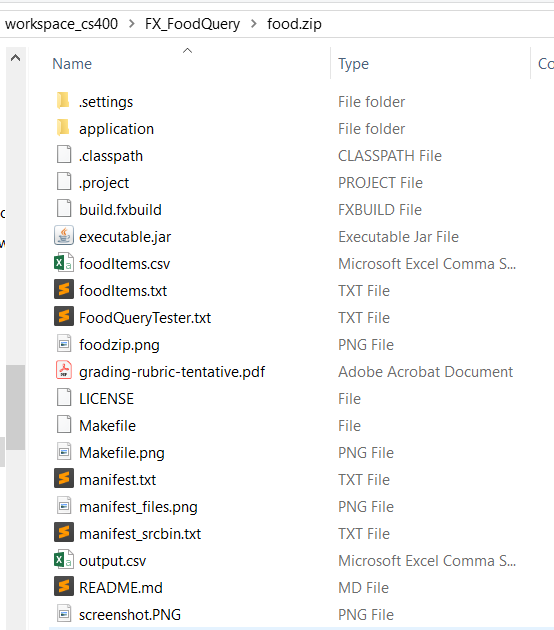 workspace_cs400 > FX_FoodQuery > food.zip
Name Type Co
.settings File folder
application File folder
.classpath CLASSPATH File
.project PROJECT File
build.fxbuild FXBUILD File
executable.jar Executable Jar File
foodItems.csv Microsoft Excel Comma S...
foodItems.txt TXT File
FoodQueryTester.txt TXT File
foodzip.png PNG File
grading-rubric-tentative.pdf Adobe Acrobat Document
LICENSE File
Makefile File
Makefile.png PNG File
manifest.txt TXT File
manifest_files.png PNG File
manifest_srcbin.txt TXT File
output.csv Microsoft Excel Comma S...
README.md MD File
screenshot.PNG PNG File